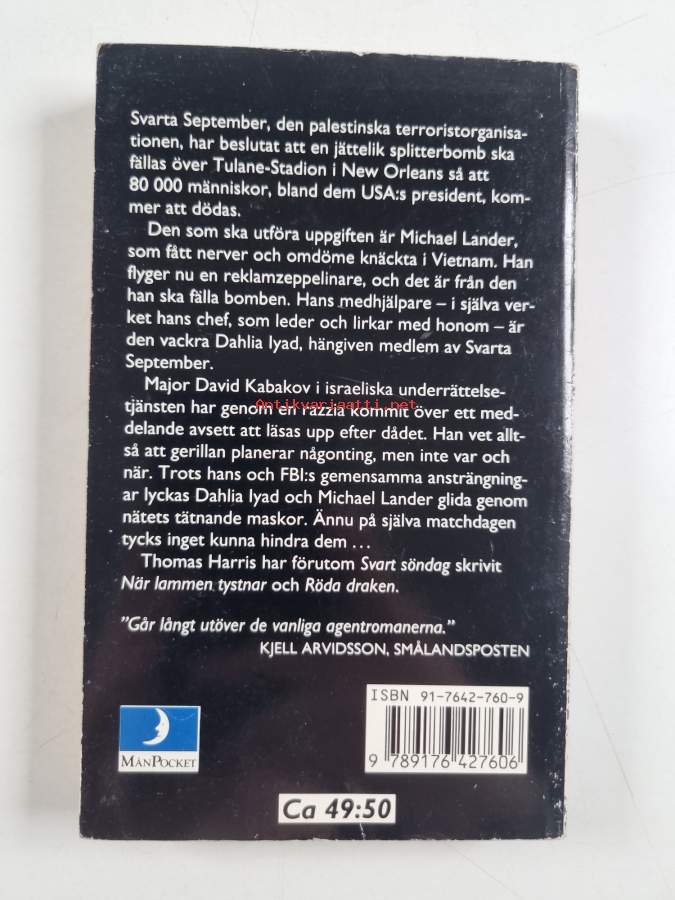 Svarta September, den palestinska terroristorganisa-
tionen, har beslutat att en jättelik splitterbomb ska
fällas över Tulane-Stadion i New Orleans så att
80 000 människor, bland dem USA:s president, kom-
mer att dödas.
Den som ska utföra uppgiften är Michael Lander,
som fått nerver och omdöme knäckta i Vietnam. Han
flyger nu en reklamzeppelinare, och det är från den
han ska fälla bomben. Hans medhjälpare – i själva ver-
ket hans chef, som leder och lirkar med honom – är
den vackra Dahlia Iyad, hängiven medlem av Svarta
September.
Major David Kabakov i israeliska underrättelse-
Antikvariaatti.net
tjänsten har genom en razzia kommit över ett med-
delande avsett att läsas upp efter dådet. Han vet allt-
så att gerillan planerar någonting, men inte var och
när. Trots hans och FBI:s gemensamma ansträngning-
ar lyckas Dahlia Iyad och Michael Lander glida genom
nätets tätnande maskor. Ännu på själva matchdagen
tycks inget kunna hindra dem ...
Thomas Harris har förutom Svart söndag skrivit
När lammen tystnar och Röda draken.
"Går långt utöver de vanliga agentromanerna."
KJELL ARVIDSSON, SMÅLANDSPOSTEN
ISBN 91-7642-760-9
9 789176 427606
MÅNPOCKET
Ca 49:50